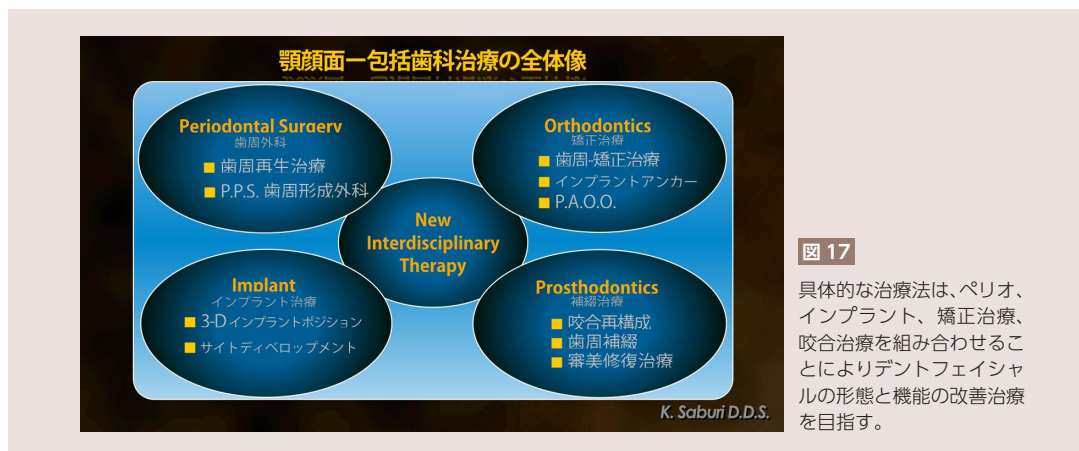 顎顔面ー包括歯科治療の全体像
Periodontal Surgery
歯周外科
■ 歯周再生治療
■ P.P.S. 歯周形成外科
Orthodontics
矯正治療
■ 歯周-矯正治療
■ インプラントアンカー
■ P.A.O.O.
New
Interdisciplinary
Therapy
Implant
インプラント治療
■ 3-D インプラントポジション
■ サイトディベロップメント
Prosthodontics
補綴治療
■ 咬合再構成
■ 歯周補綴
■ 審美修復治療
K. Saburi D.D.S.
図 17
具体的な治療法は、ペリオ、
インプラント、矯正治療、
咬合治療を組み合わせるこ
とによりデントフェイシャ
ルの形態と機能の改善治療
を目指す。